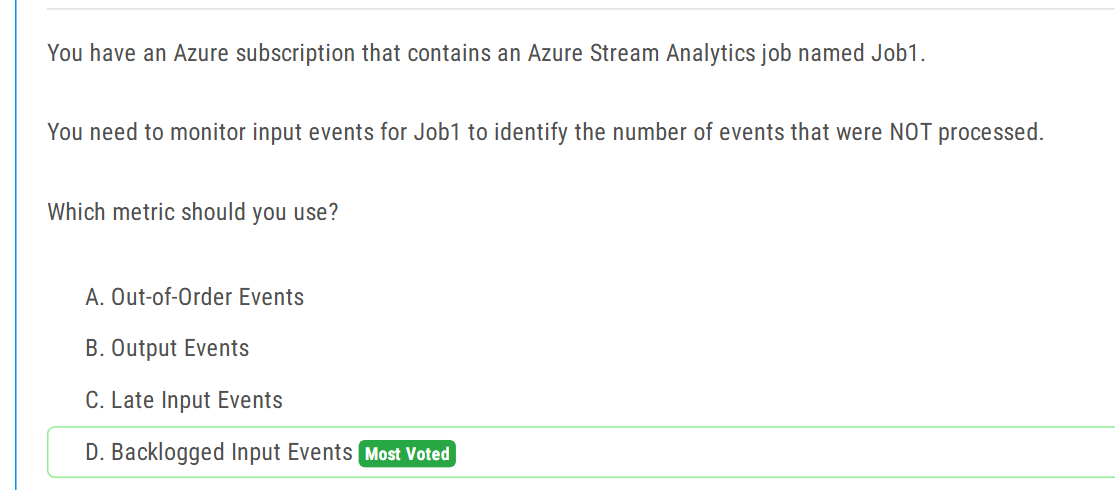 You have an Azure subscription that contains an Azure Stream Analytics job named Job1.
You need to monitor input events for Job1 to identify the number of events that were NOT processed.
Which metric should you use?
A. Out-of-Order Events
B. Output Events
C. Late Input Events
D. Backlogged Input Events Most Voted